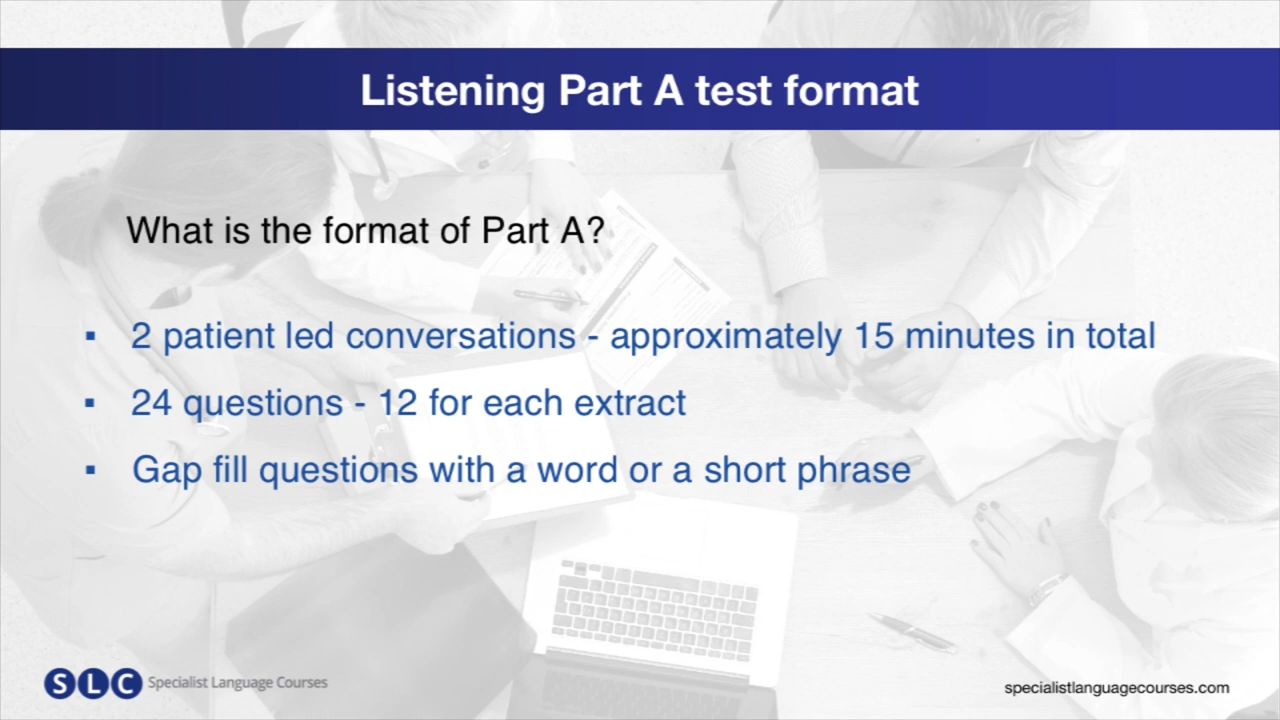 Listening Part A test format
What is the format of Part A?
▪ 2 patient led conversations - approximately 15 minutes in total
▪ 24 questions - 12 for each extract
▪ Gap fill questions with a word or a short phrase
SLC Specialist Language Courses
specialistlanguagecourses.com